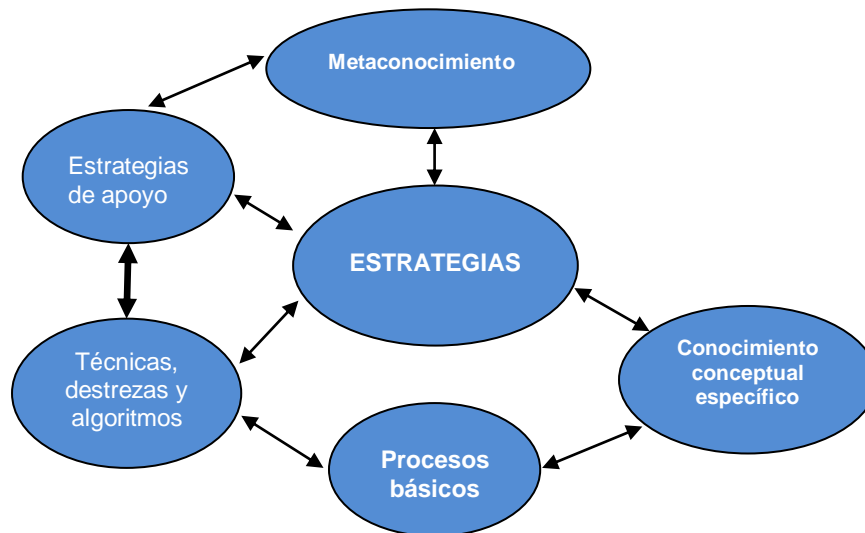 Metaconocimiento
Estrategias
de apoyo
ESTRATEGIAS
Técnicas,
destrezas y
algoritmos
Conocimiento
conceptual
específico
Procesos
básicos